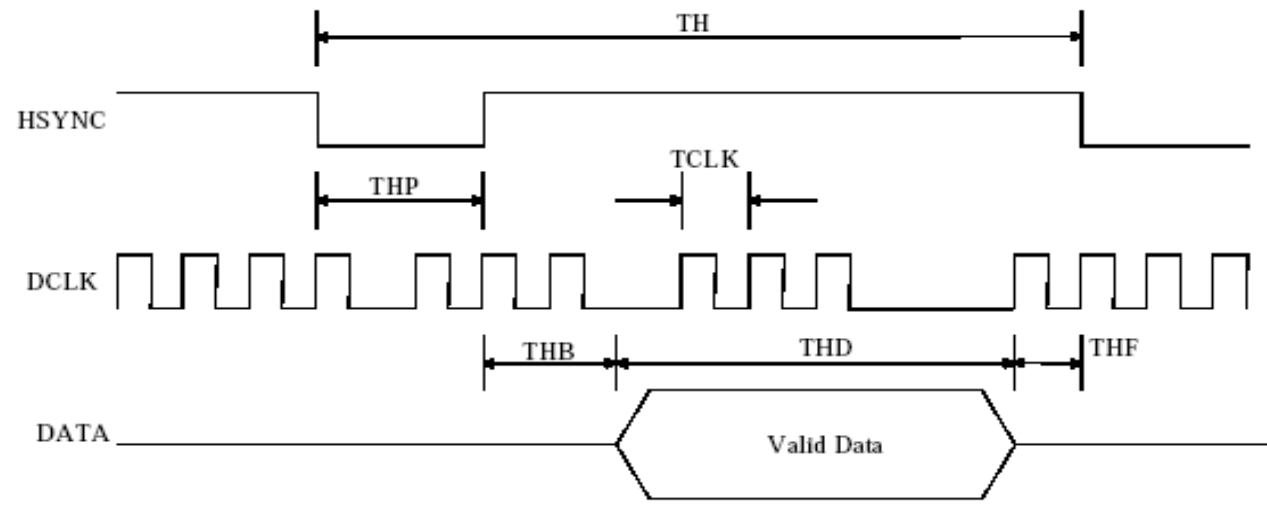 TH
HSYNC
TCLK
THP
DCLK
THB
THD
THF
DATA
Valid Data